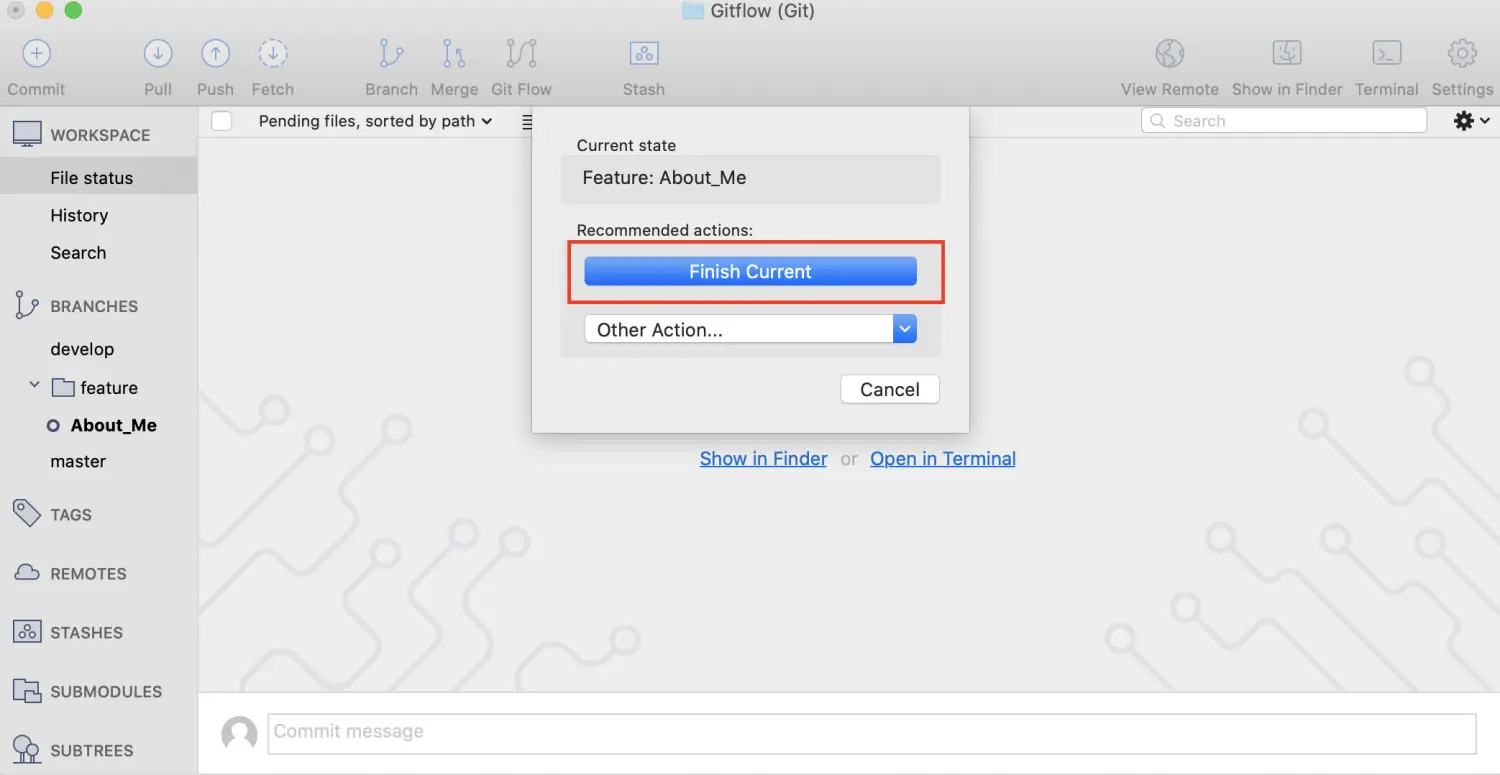 Gitflow (Git)
Commit Pull Push Fetch Branch Merge Git Flow Stash View Remote Show in Finder Terminal Settings
Pending files, sorted by path
Search
WORKSPACE
File status
History
Search
BRANCHES
develop
feature
About_Me
master
TAGS
REMOTES
STASHES
SUBMODULES
SUBTREES
Current state
Feature: About_Me
Recommended actions:
Finish Current
Other Action...
Cancel
Show in Finder or Open in Terminal
Commit message